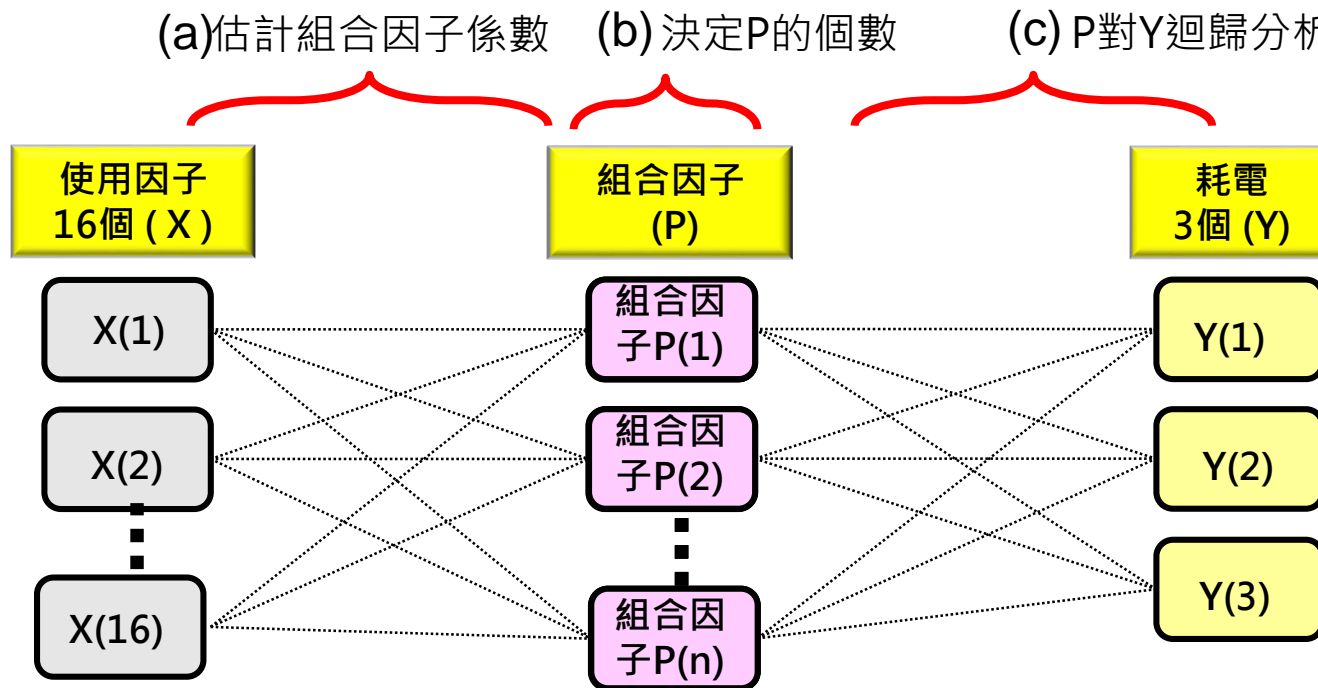 (a)估計組合因子係數
(b) 決定P的個數
(c) P對Y迴歸分析
使用因子
16個 ( X )
組合因子
(P)
耗電
3個 (Y)
X(1)
組合因
子P(1)
Y(1)
X(2)
組合因
子P(2)
Y(2)
X(16)
組合因
子P(n)
Y(3)